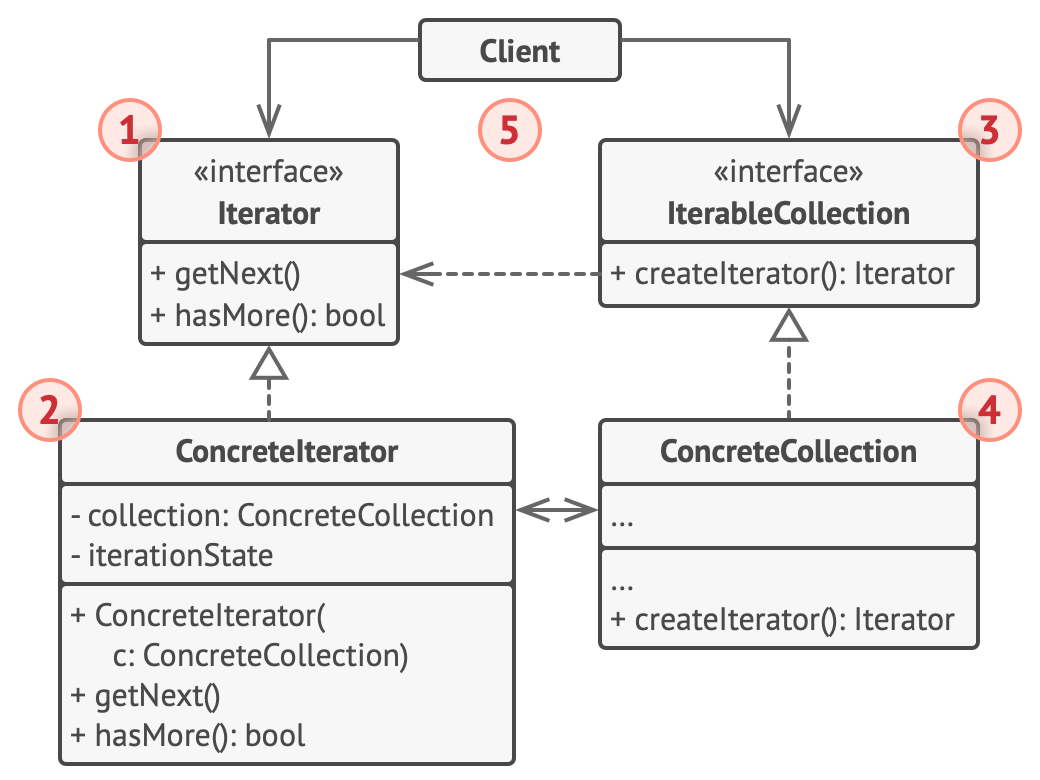 Client
1
5
3
«interface»
Iterator
+ getNext()
+ hasMore(): bool
«interface»
IterableCollection
+ createIterator(): Iterator
2
ConcreteIterator
- collection: ConcreteCollection
- iterationState
+ ConcreteIterator(
c: ConcreteCollection)
+ getNext()
+ hasMore(): bool
4
ConcreteCollection
...
...
+ createIterator(): Iterator